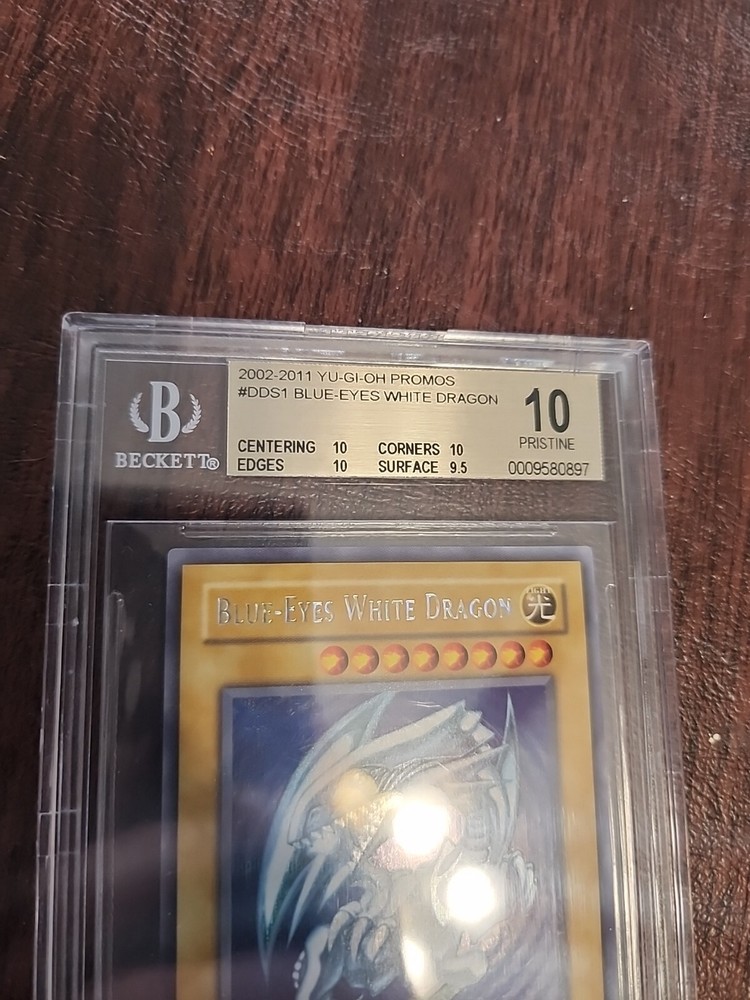 2002-2011 YU-GI-OH PROMOS
#DDS1 BLUE-EYES WHITE DRAGON
10
PRISTINE
CENTERING 10 CORNERS 10
EDGES 10 SURFACE 9.5
0009580897
B
BECKETT®
BLUE-EYES WHITE DRAGON
LIGHT
光